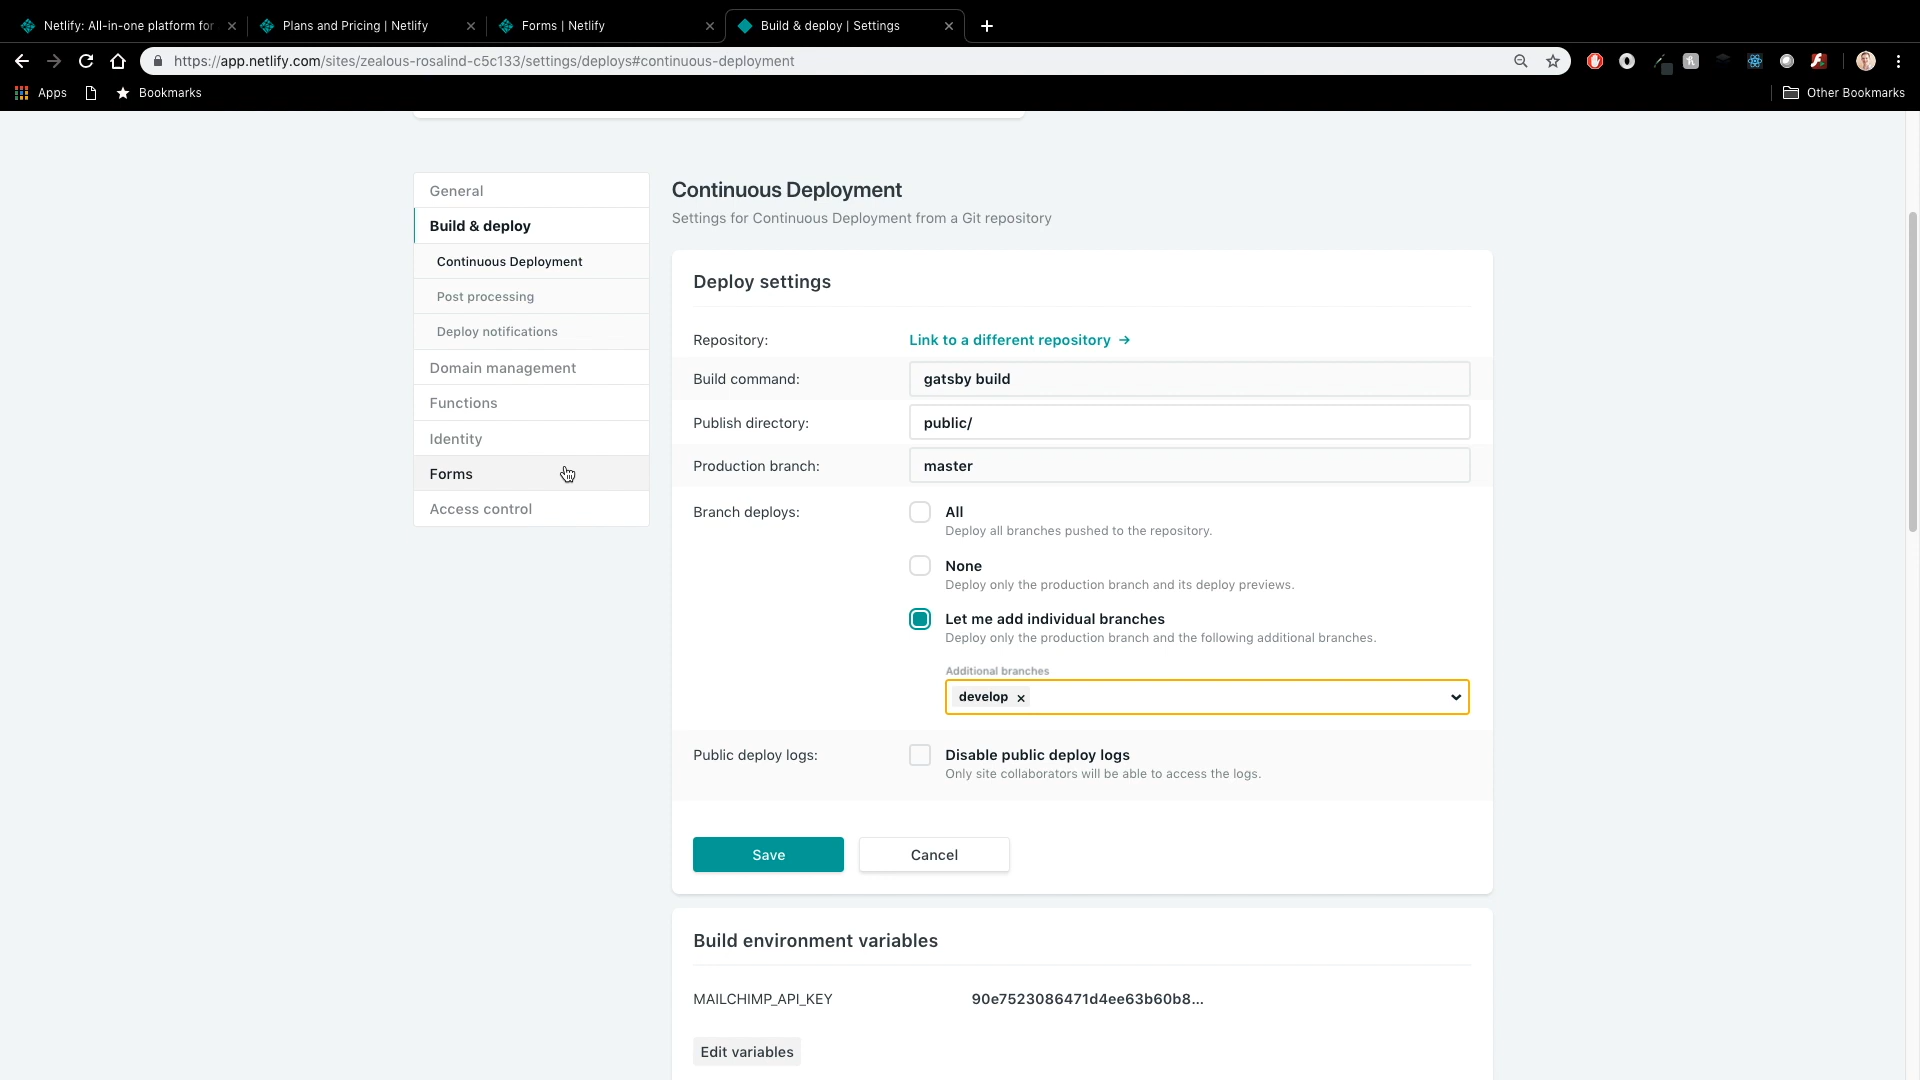 Netlify: All-in-one platform for
Plans and Pricing | Netlify
Forms | Netlify
Build & deploy | Settings
https://app.netlify.com/sites/zealous-rosalind-c5c133/settings/deploys#continuous-deployment
Apps
Bookmarks
Other Bookmarks
General
Build & deploy
Continuous Deployment
Post processing
Deploy notifications
Domain management
Functions
Identity
Forms
Access control
Continuous Deployment
Settings for Continuous Deployment from a Git repository
Deploy settings
Repository: Link to a different repository →
Build command: gatsby build
Publish directory: public/
Production branch: master
Branch deploys: All
Deploy all branches pushed to the repository.
None
Deploy only the production branch and its deploy previews.
Let me add individual branches
Deploy only the production branch and the following additional branches.
Additional branches
develop ×
Public deploy logs: Disable public deploy logs
Only site collaborators will be able to access the logs.
Save Cancel
Build environment variables
MAILCHIMP_API_KEY 90e7523086471d4ee63b60b8...
Edit variables